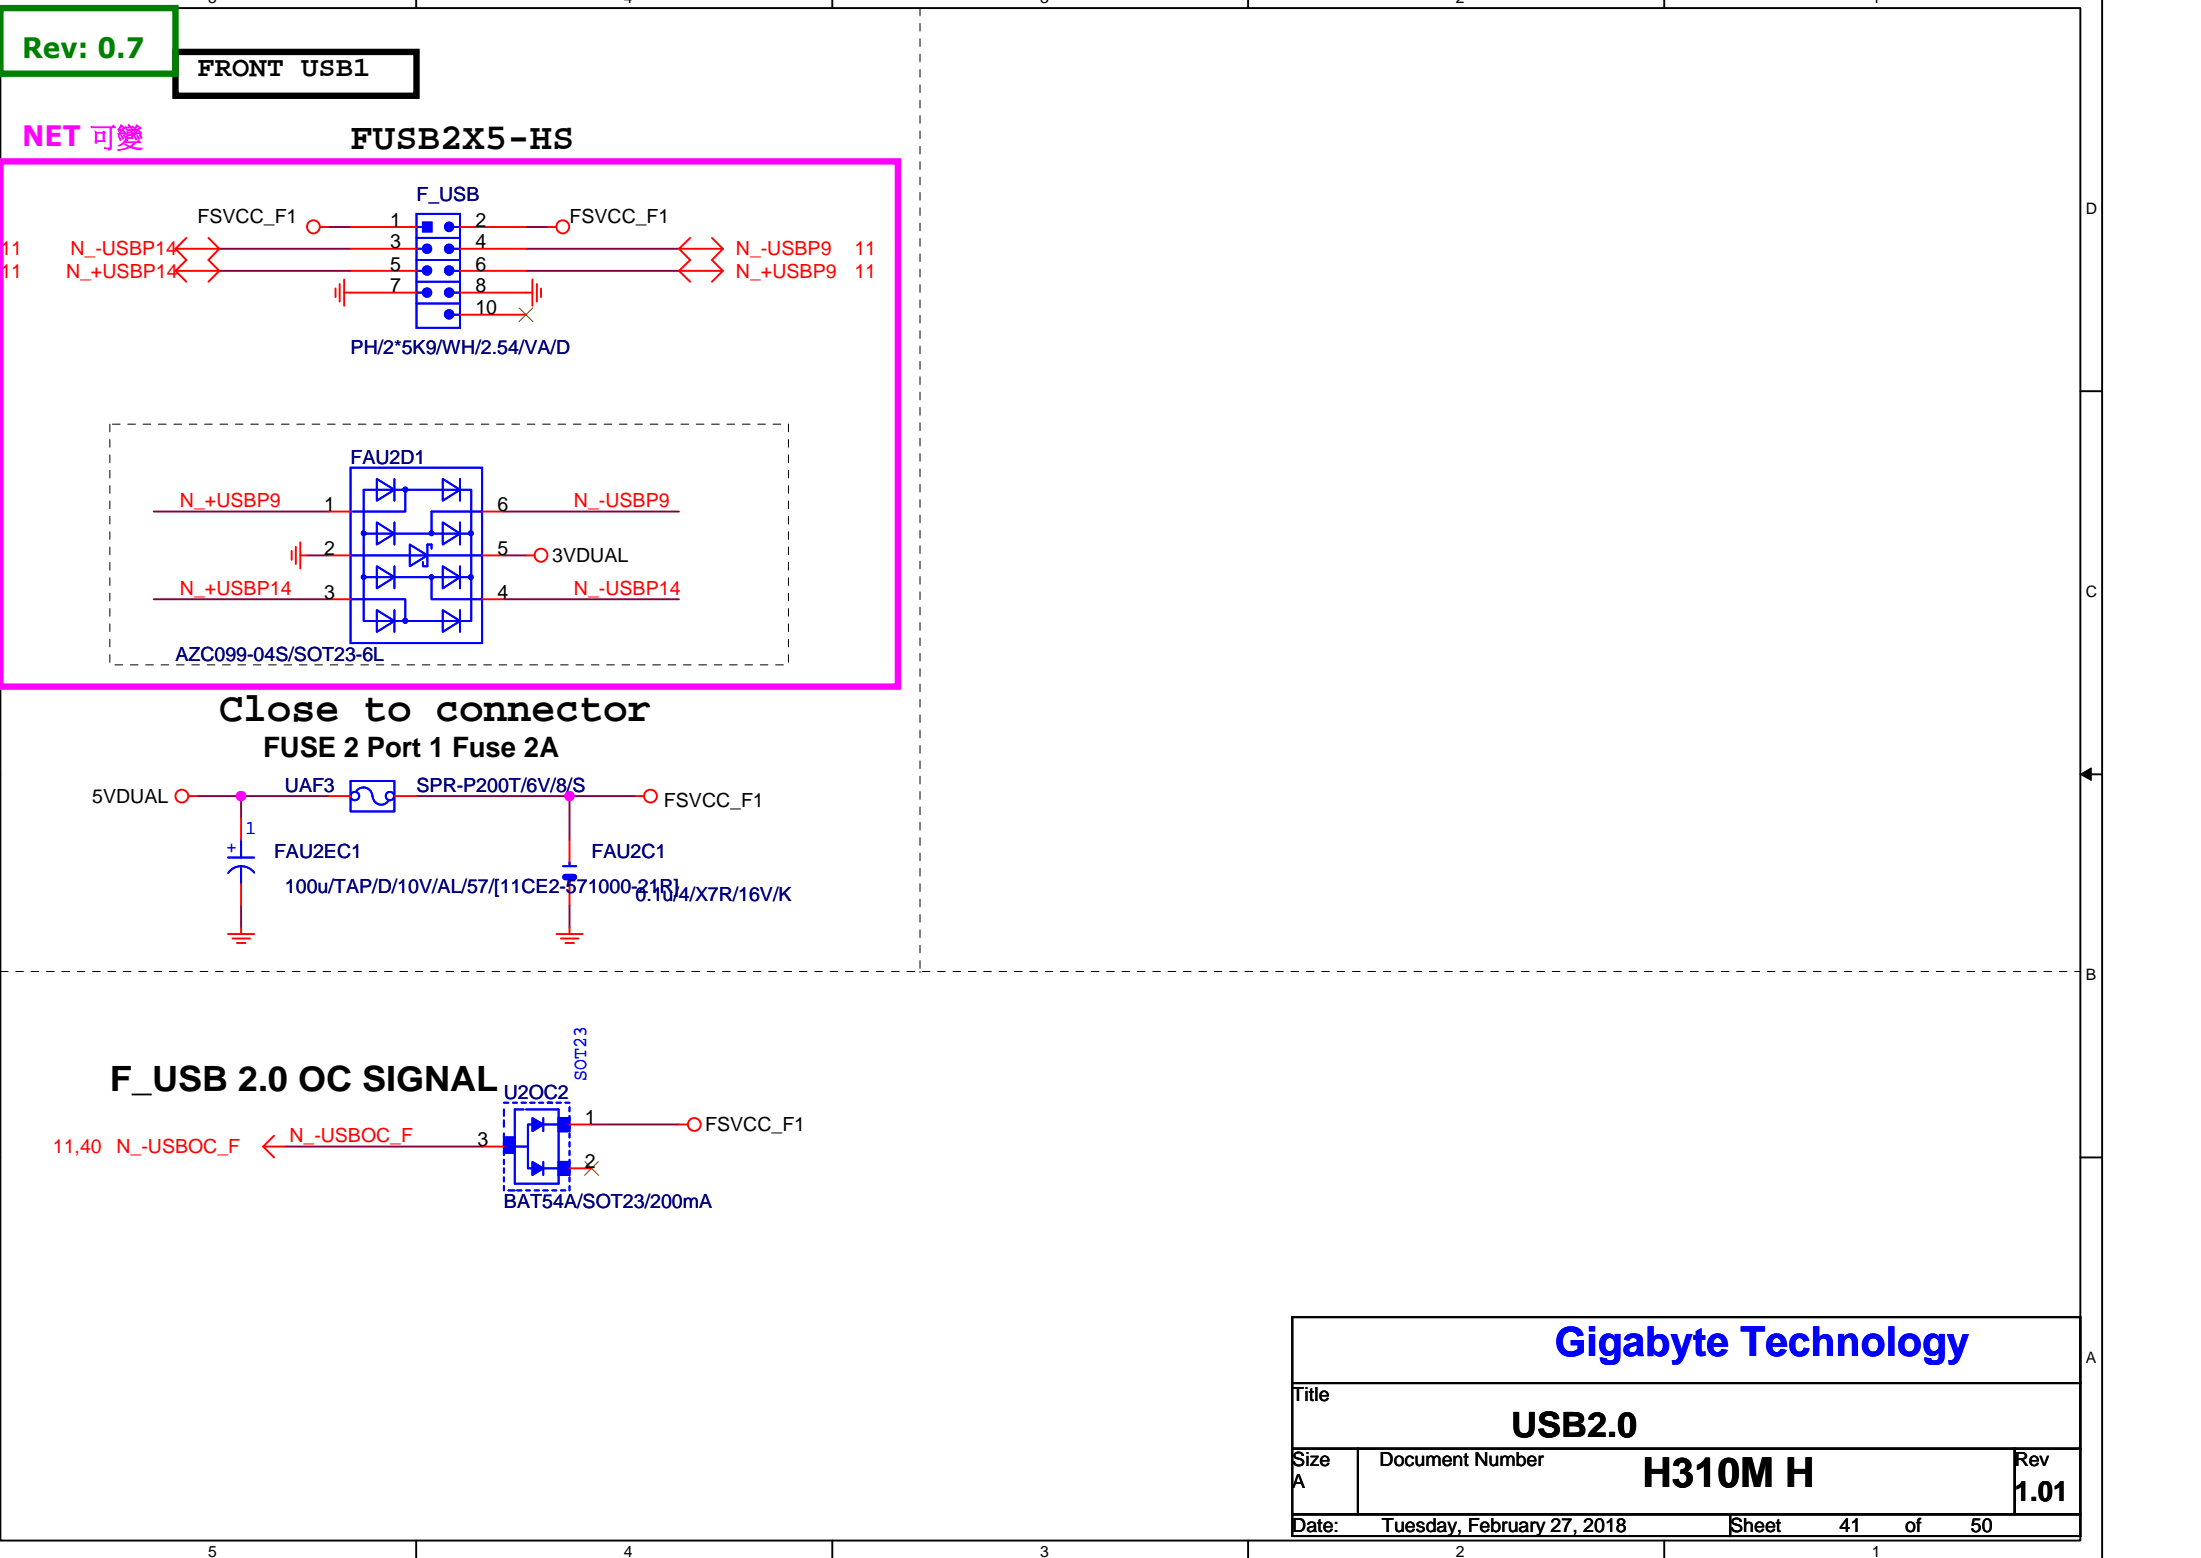 5 4 3 2 1
Rev: 0.7
FRONT USB1
NET 可變
FUSB2X5-HS
F_USB
FSVCC_F1 1 2 FSVCC_F1
11 N_-USBP14 3 4 N_-USBP9 11
11 N_+USBP14 5 6 N_+USBP9 11
7 8
10
PH/2*5K9/WH/2.54/VA/D
D
FAU2D1
N_+USBP9 1 6 N_-USBP9
2 5 3VDUAL
N_+USBP14 3 4 N_-USBP14
AZC099-04S/SOT23-6L
C
Close to connector
FUSE 2 Port 1 Fuse 2A
5VDUAL UAF3 SPR-P200T/6V/8/S FSVCC_F1
1
+ FAU2EC1 FAU2C1
100u/TAP/D/10V/AL/57/[11CE2-571000-21R]
0.1u/4/X7R/16V/K
B
SOT23
F_USB 2.0 OC SIGNAL
U2OC2
1 FSVCC_F1
11,40 N_-USBOC_F N_-USBOC_F 3
2
BAT54A/SOT23/200mA
Gigabyte Technology
A
Title
USB2.0
Size Document Number Rev
A H310M H 1.01
Date: Tuesday, February 27, 2018 Sheet 41 of 50
5 4 3 2 1